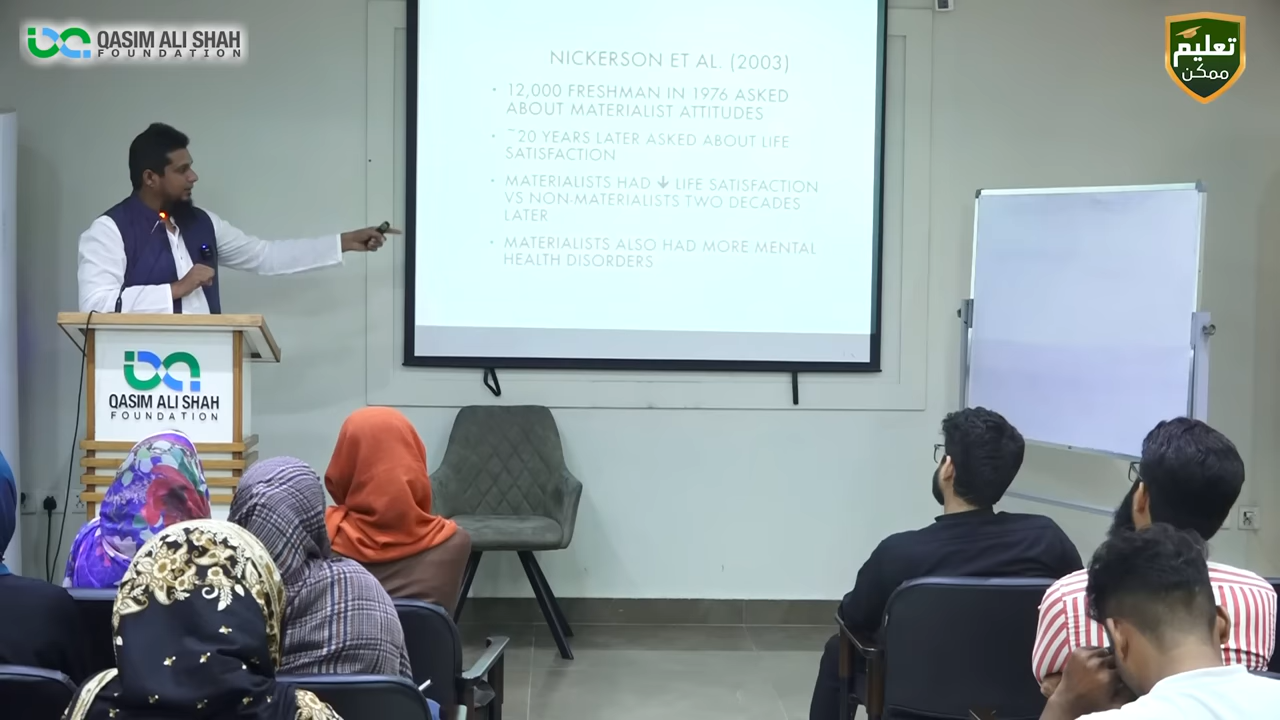 QASIM ALI SHAH
FOUNDATION
تعلیم
ممکن
NICKERSON ET AL. (2003)
• 12,000 FRESHMAN IN 1976 ASKED
ABOUT MATERIALIST ATTITUDES
• ~20 YEARS LATER ASKED ABOUT LIFE
SATISFACTION
• MATERIALISTS HAD ↓ LIFE SATISFACTION
VS NON-MATERIALISTS TWO DECADES
LATER
• MATERIALISTS ALSO HAD MORE MENTAL
HEALTH DISORDERS
QASIM ALI SHAH
FOUNDATION